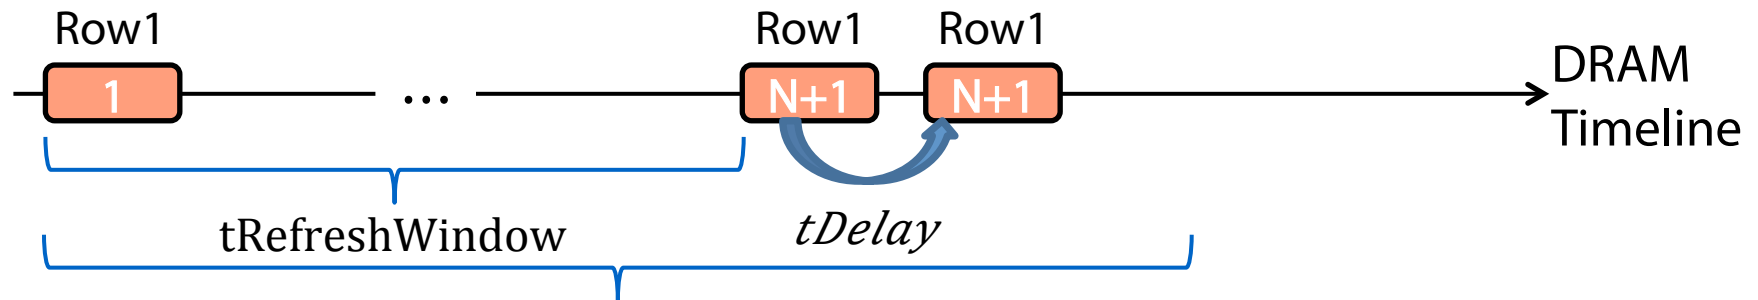 Row1 Row1 Row1
1 ... N+1 N+1
DRAM
Timeline
tRefreshWindow tDelay